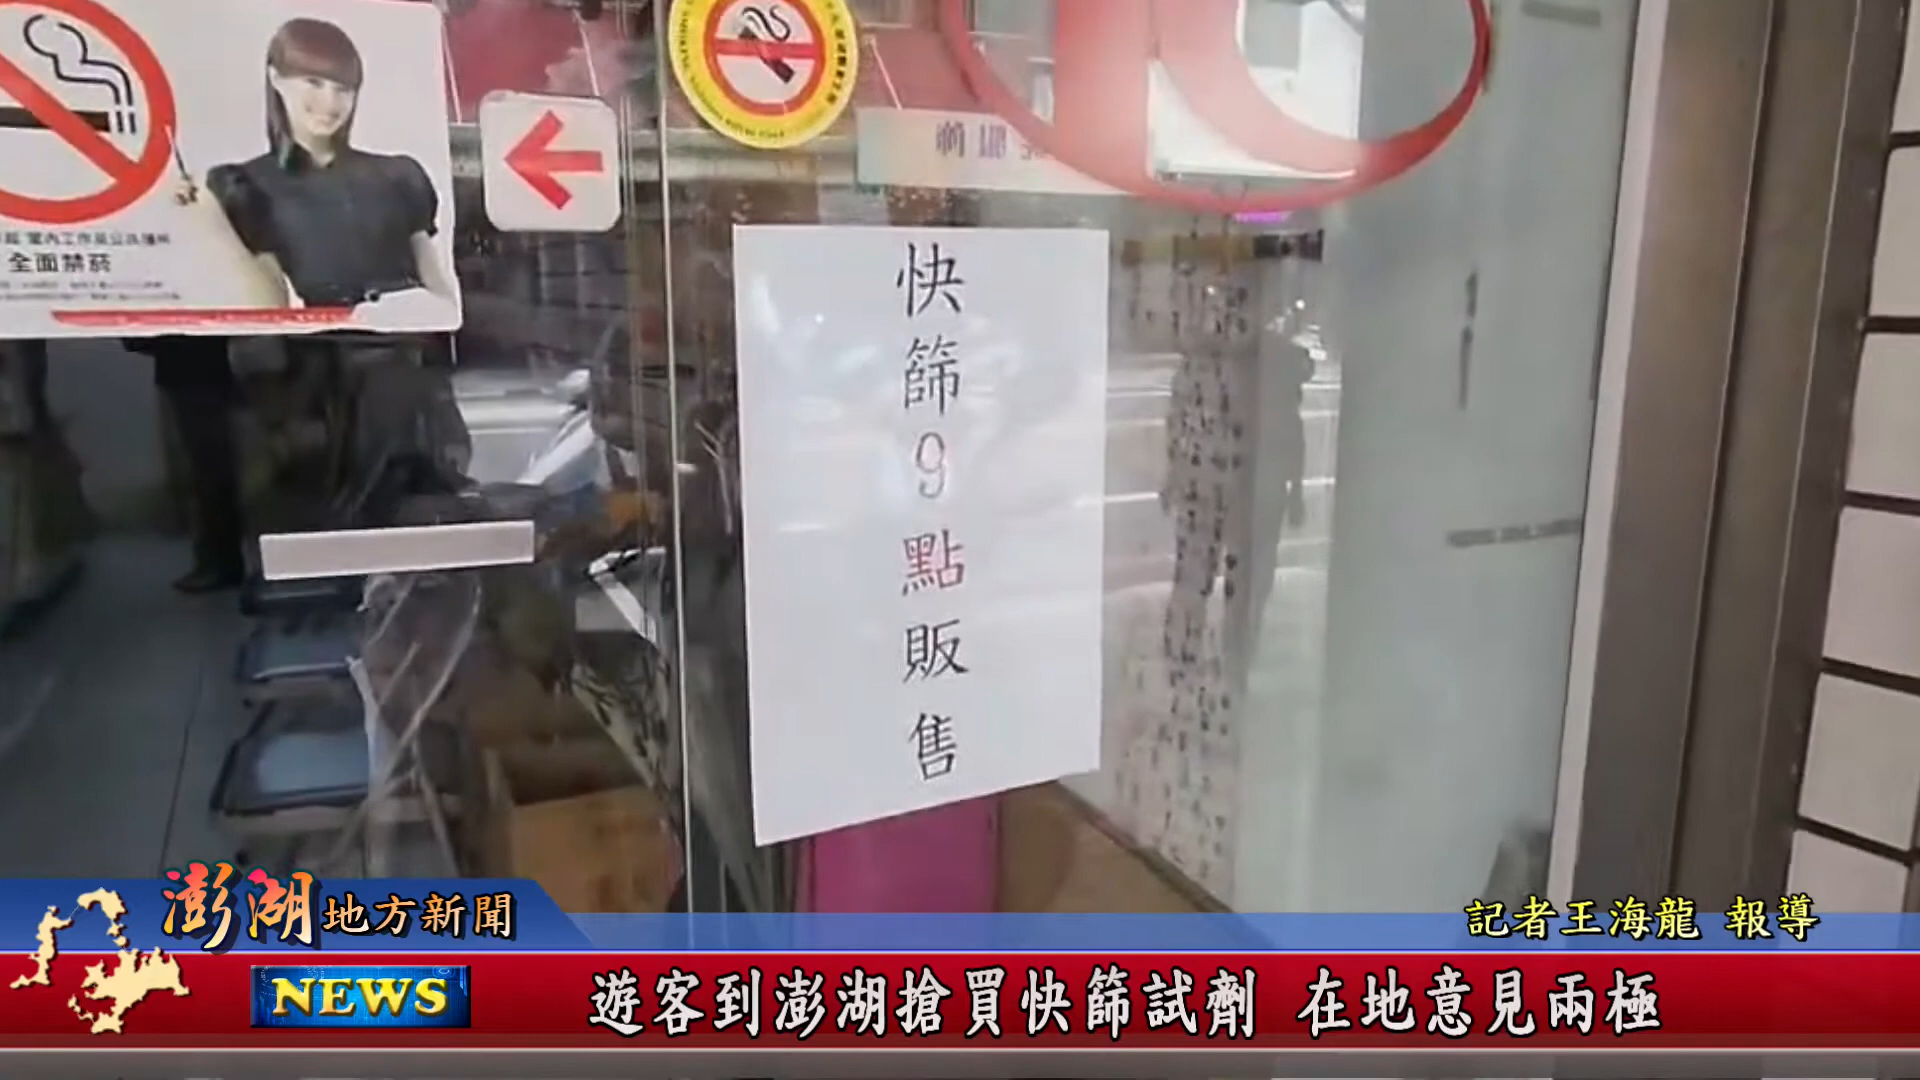 全面禁菸
快篩9點販售
澎湖地方新聞
記者王海龍 報導
NEWS
遊客到澎湖搶買快篩試劑 在地意見兩極